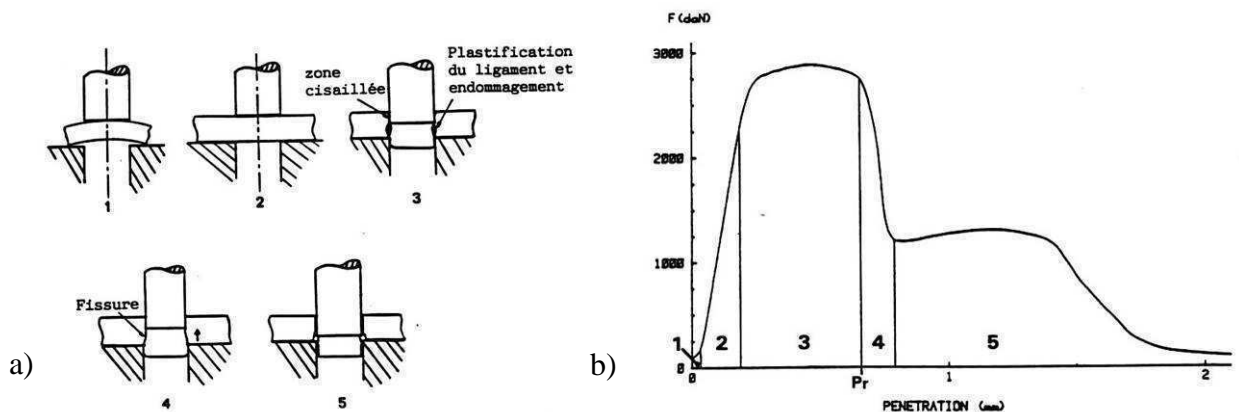 zone
cisaillée
Plastification
du ligament et
endommagement
1
2
3
Fissure
4
5
a)
F (daN)
3000
2000
1000
0
1
2
3
4
5
0
Pr
1
2
PENETRATION (mm)
b)